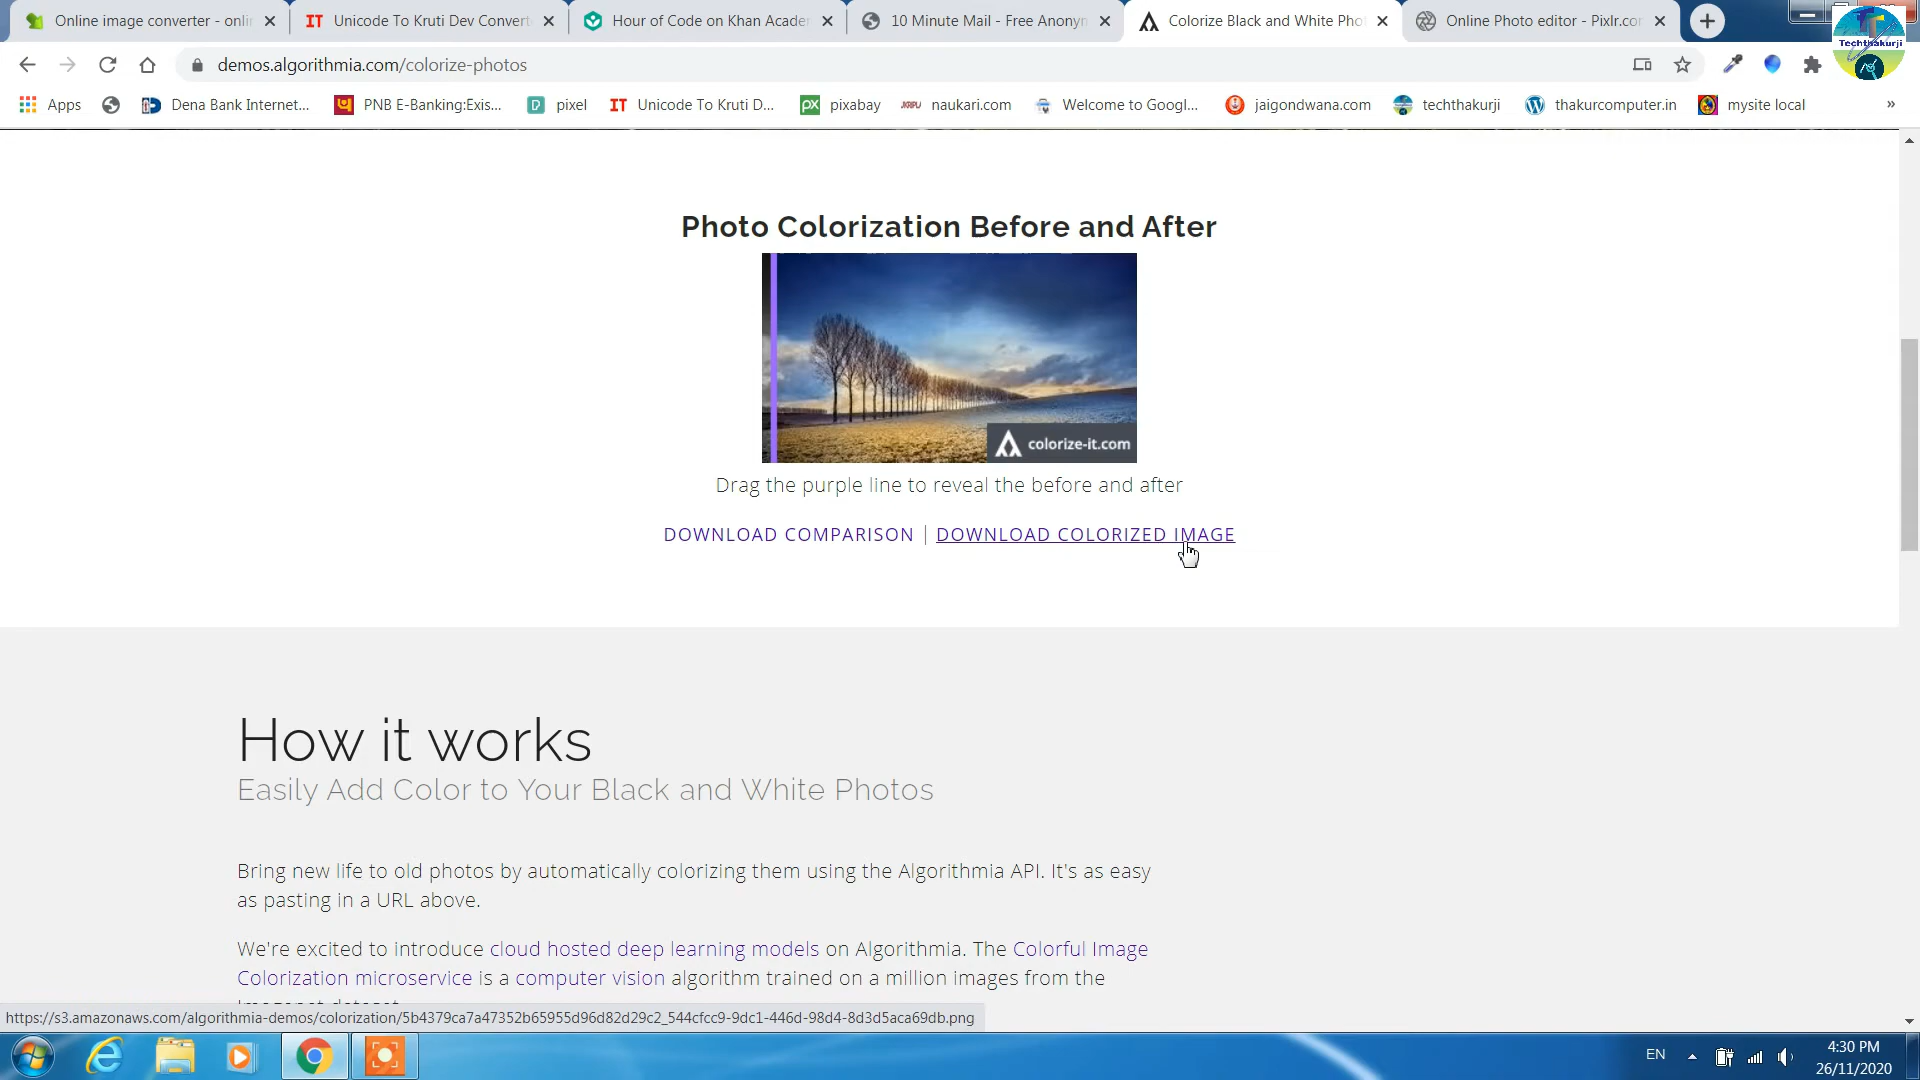 Online image converter - onlin
Unicode To Kruti Dev Convert
Hour of Code on Khan Acade
10 Minute Mail - Free Anonym
Colorize Black and White Pho
Online Photo editor - Pixlr.com
Techthakurji
demos.algorithmia.com/colorize-photos
Apps
Dena Bank Internet...
PNB E-Banking:Exis...
pixel
Unicode To Kruti D...
pixabay
naukari.com
Welcome to Googl...
jaigondwana.com
techthakurji
thakurcomputer.in
mysite local
»
Photo Colorization Before and After
colorize-it.com
Drag the purple line to reveal the before and after
DOWNLOAD COMPARISON | DOWNLOAD COLORIZED IMAGE
How it works
Easily Add Color to Your Black and White Photos
Bring new life to old photos by automatically colorizing them using the Algorithmia API. It's as easy
as pasting in a URL above.
We're excited to introduce cloud hosted deep learning models on Algorithmia. The Colorful Image
Colorization microservice is a computer vision algorithm trained on a million images from the
https://s3.amazonaws.com/algorithmia-demos/colorization/5b4379ca7a47352b65955d96d82d29c2_544cfcc9-9dc1-446d-98d4-8d3d5aca69db.png
EN
4:30 PM
26/11/2020